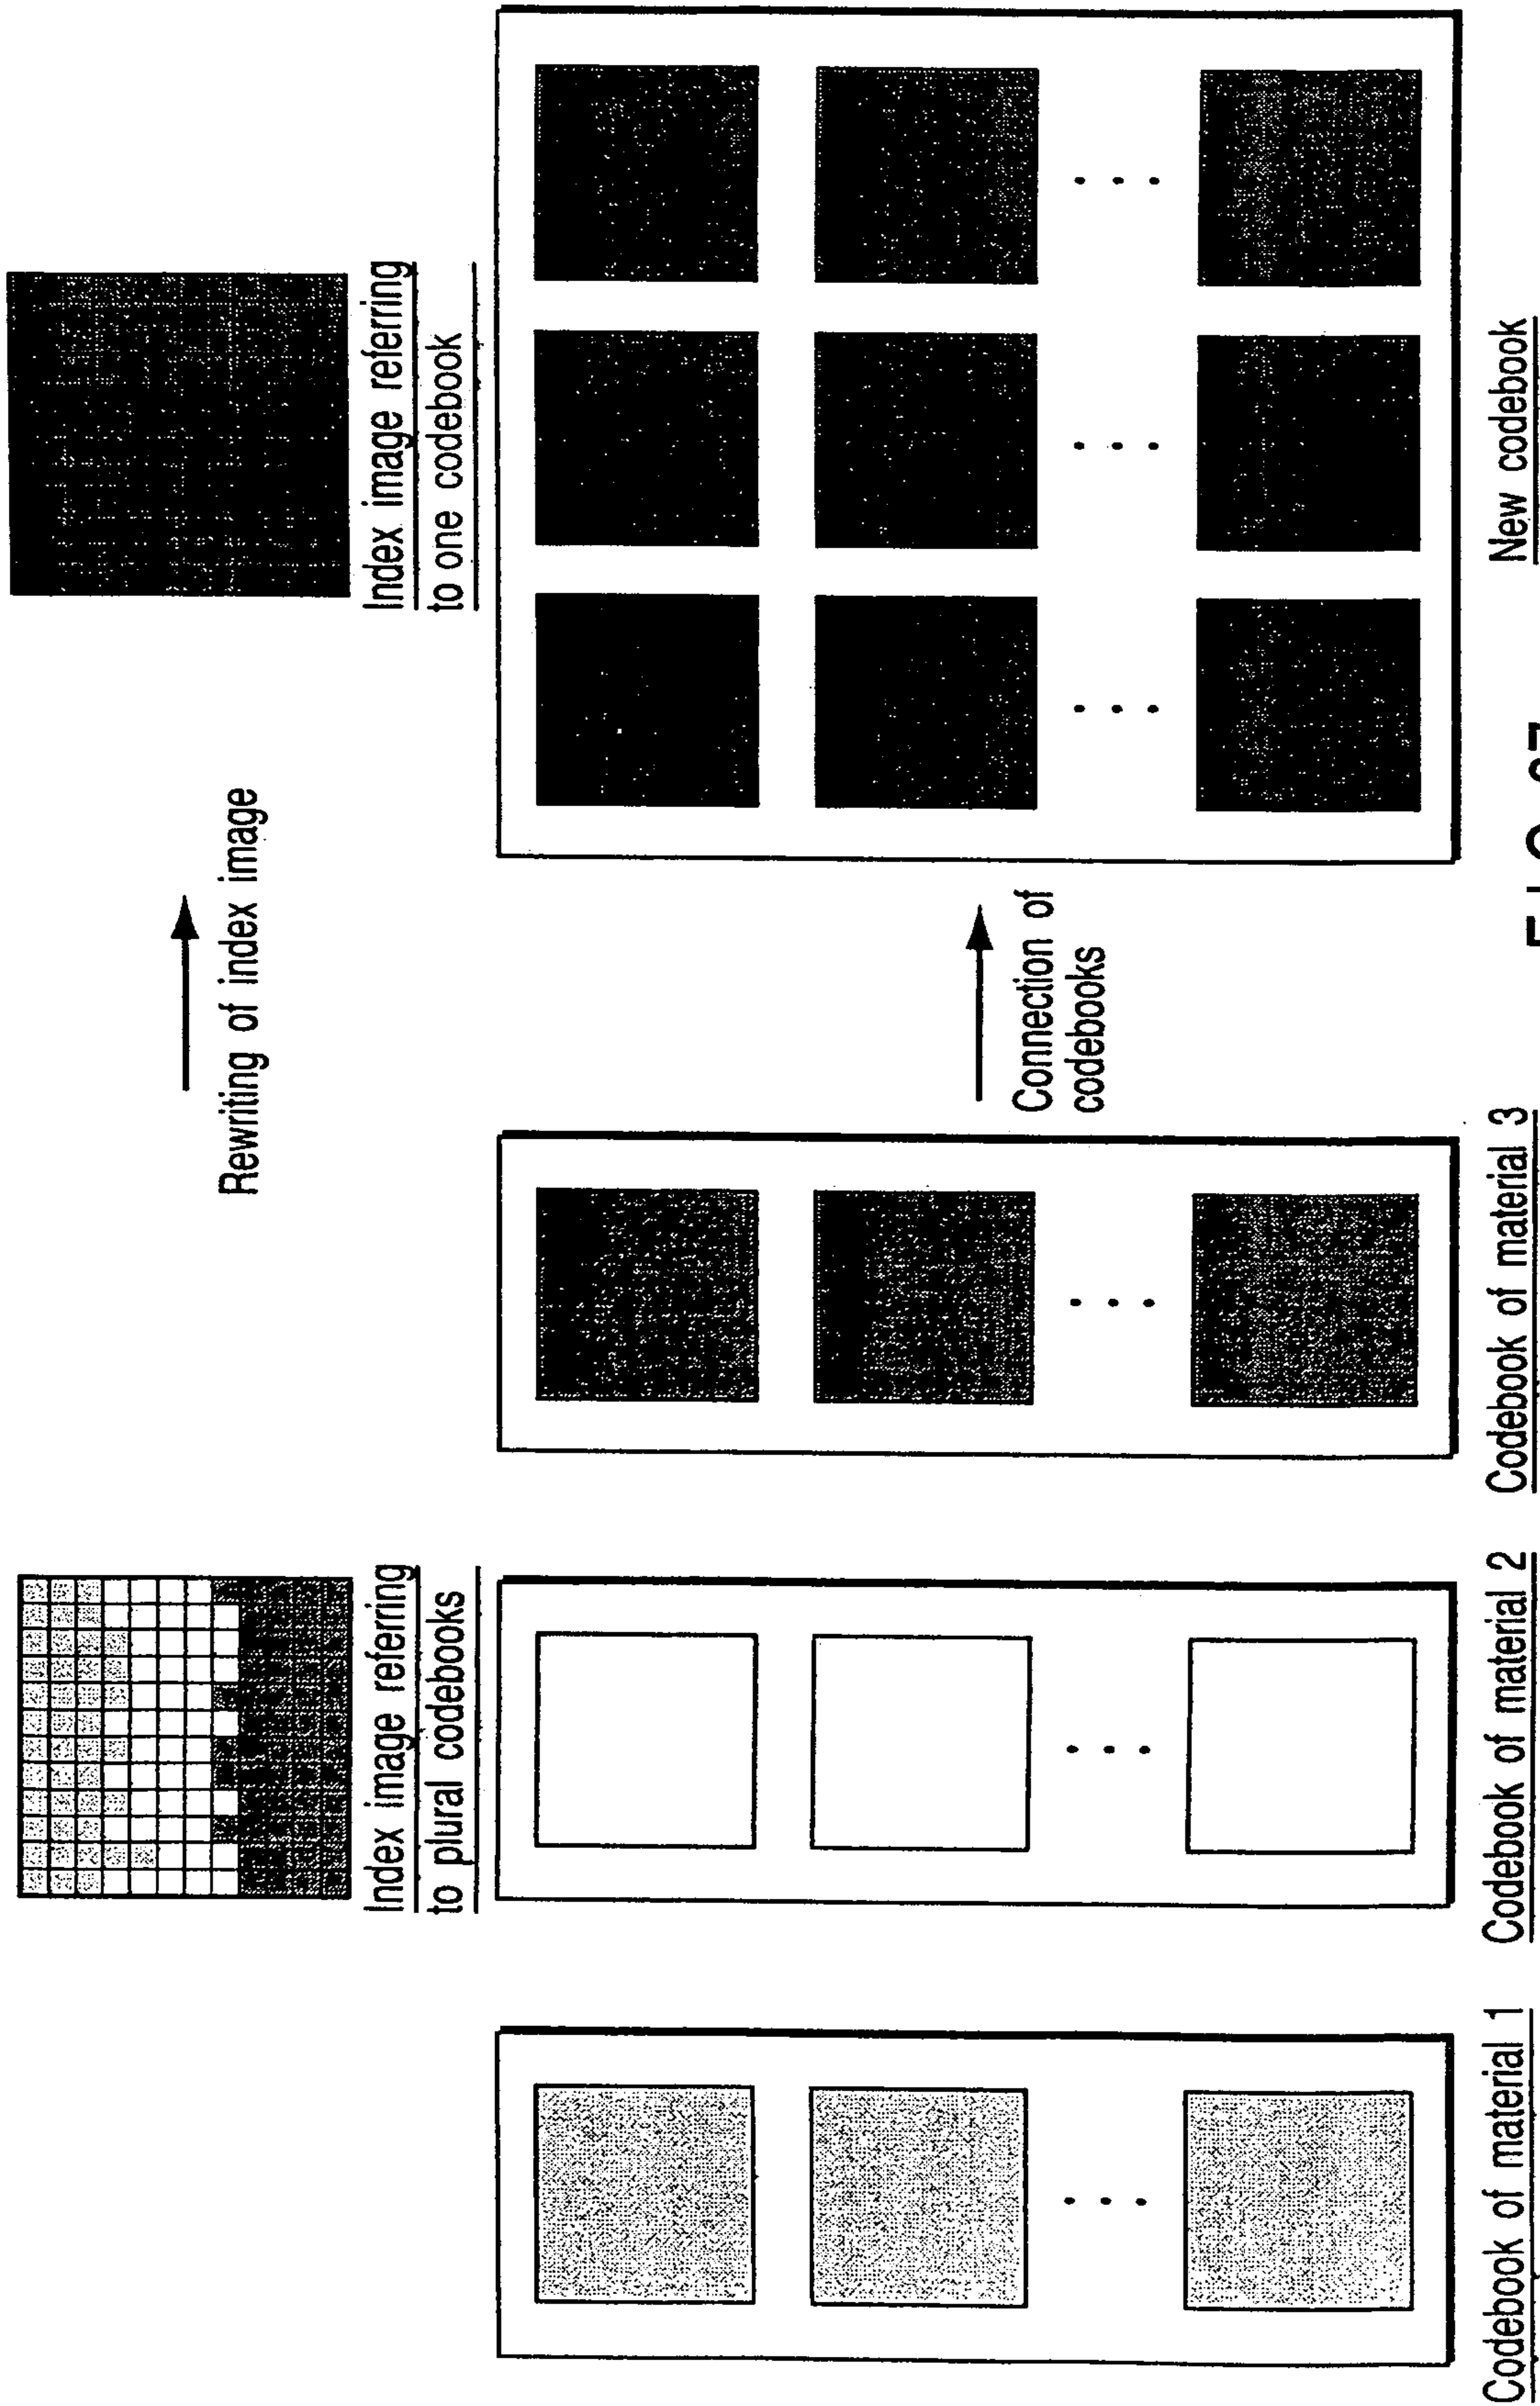 Index image referring
to plural codebooks
Rewriting of index image
Index image referring
to one codebook
Connection of
codebooks
Codebook of material 1
Codebook of material 2
Codebook of material 3
New codebook